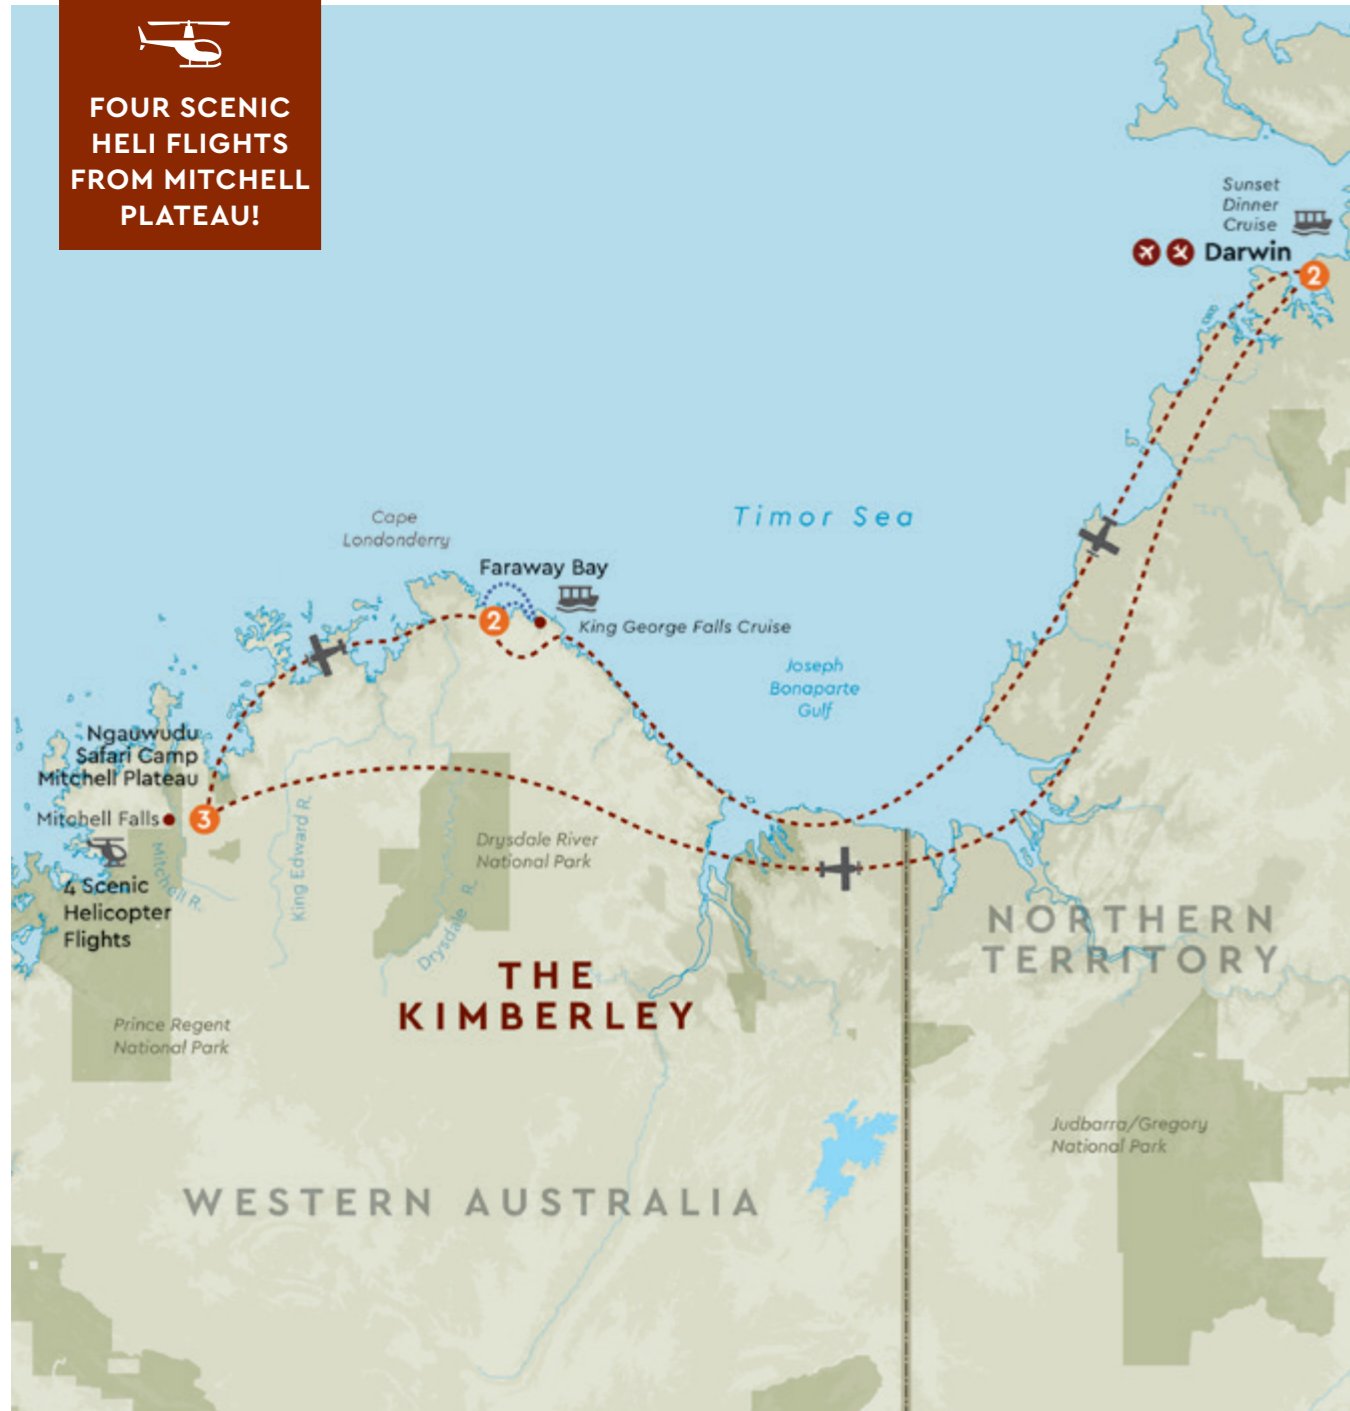 FOUR SCENIC
HELI FLIGHTS
FROM MITCHELL
PLATEAU!
Sunset
Dinner
Cruise
Darwin
2
Timor Sea
Cape
Londonderry
Faraway Bay
2
King George Falls Cruise
Joseph
Bonaparte
Gulf
Ngauwudu
Safari Camp
Mitchell Plateau
Mitchell Falls
3
4 Scenic
Helicopter
Flights
Mitchell R.
King Edward R.
Drysdale River
National Park
Drysdale R.
THE
KIMBERLEY
NORTHERN
TERRITORY
Prince Regent
National Park
Judbarra/Gregory
National Park
WESTERN AUSTRALIA